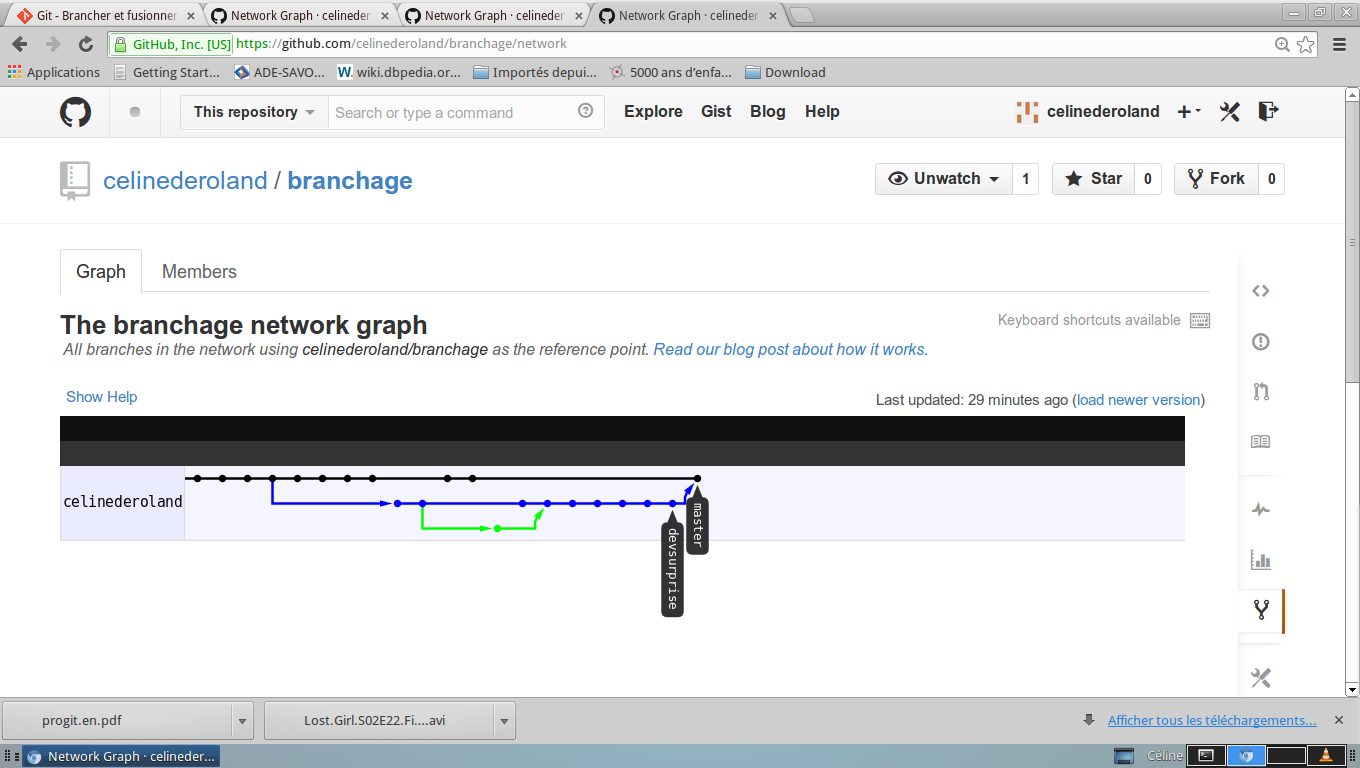 Git - Brancher et fusionner
Network Graph · celinedero
Network Graph · celinedero
Network Graph · celinedero
GitHub, Inc. [US] https://github.com/celinederoland/branchage/network
Applications Getting Start... ADE-SAVO... wiki.dbpedia.or... Importés depui... 5000 ans d'enfa... Download
This repository Search or type a command Explore Gist Blog Help celinederoland
celinederoland / branchage
Unwatch 1 Star 0 Fork 0
Graph Members
The branchage network graph
Keyboard shortcuts available
All branches in the network using celinederoland/branchage as the reference point. Read our blog post about how it works.
Show Help
Last updated: 29 minutes ago (load newer version)
celinederoland
master
devsurprise
progit.en.pdf
Lost.Girl.S02E22.Fi....avi
Afficher tous les téléchargements...
Network Graph · celineder...
Céline